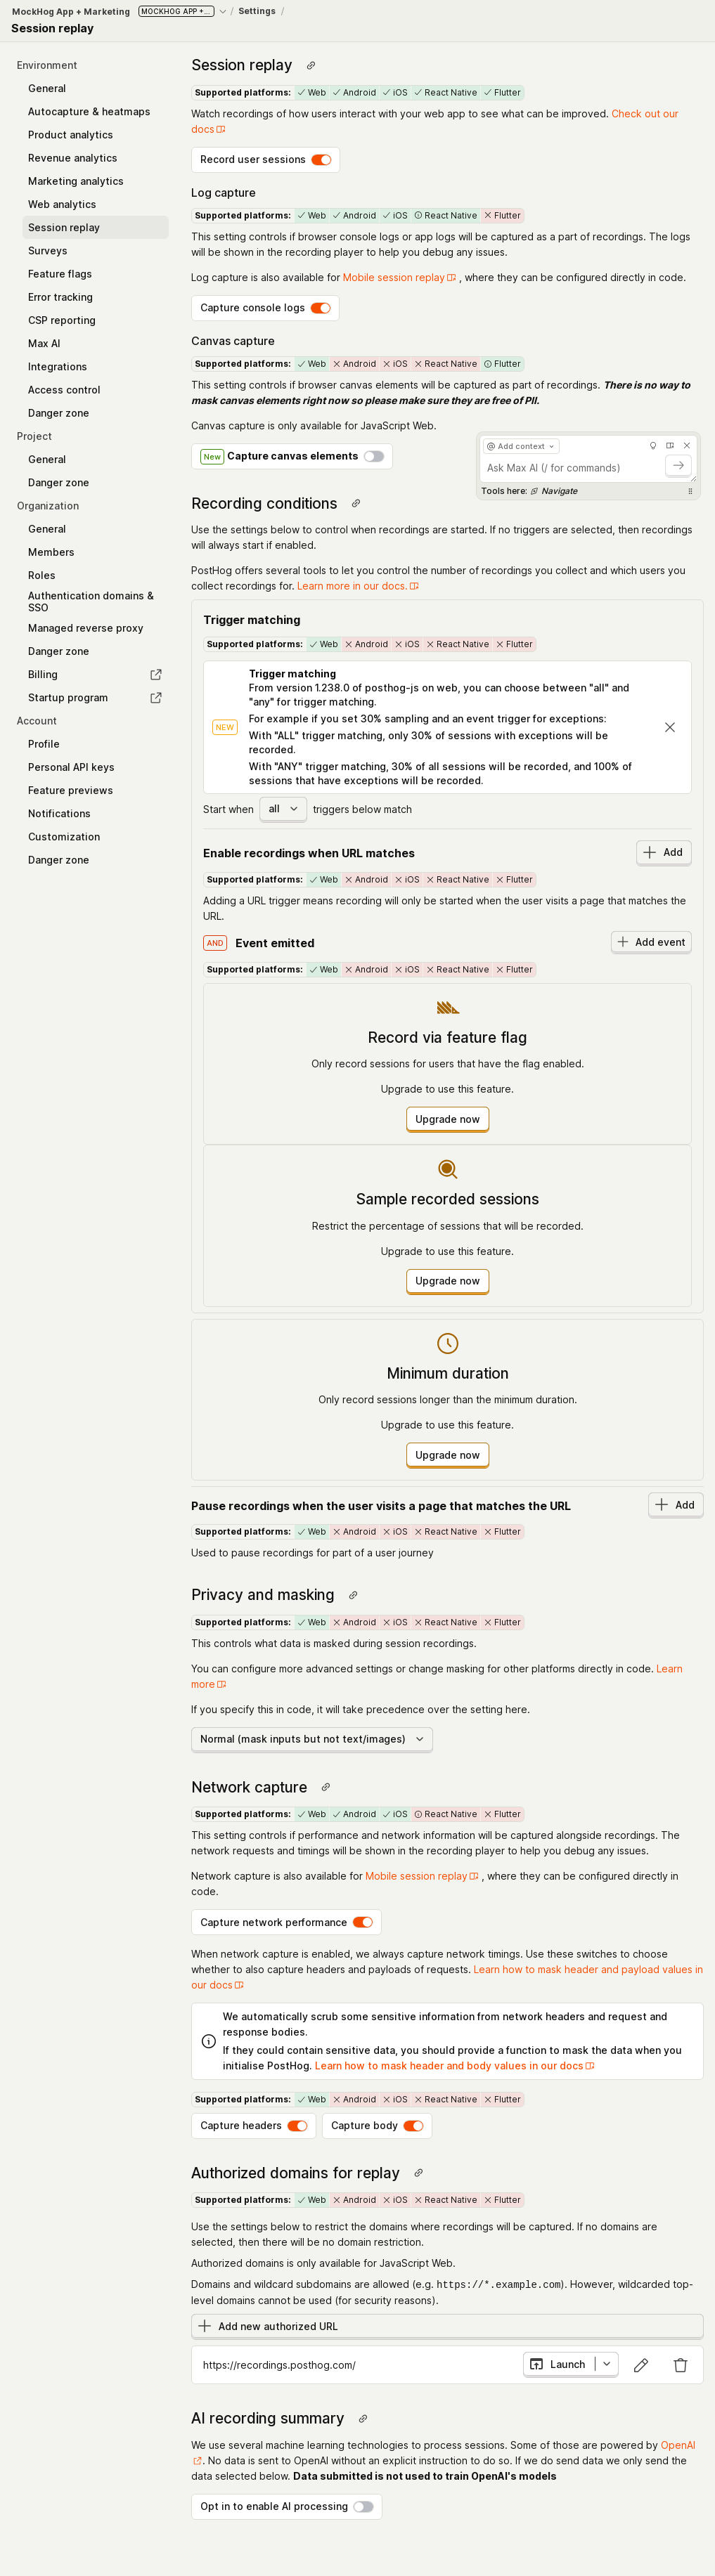 MockHog App + Marketing MOCKHOG APP +... / Settings /
Session replay
Environment
General
Autocapture & heatmaps
Product analytics
Revenue analytics
Marketing analytics
Web analytics
Session replay
Surveys
Feature flags
Error tracking
CSP reporting
Max AI
Integrations
Access control
Danger zone
Project
General
Danger zone
Organization
General
Members
Roles
Authentication domains &
SSO
Managed reverse proxy
Danger zone
Billing
Startup program
Account
Profile
Personal API keys
Feature previews
Notifications
Customization
Danger zone
Session replay
Supported platforms: Web Android iOS React Native Flutter
Watch recordings of how users interact with your web app to see what can be improved. Check out our
docs
Record user sessions
Log capture
Supported platforms: Web Android iOS React Native Flutter
This setting controls if browser console logs or app logs will be captured as a part of recordings. The logs
will be shown in the recording player to help you debug any issues.
Log capture is also available for Mobile session replay , where they can be configured directly in code.
Capture console logs
Canvas capture
Supported platforms: Web Android iOS React Native Flutter
This setting controls if browser canvas elements will be captured as part of recordings. There is no way to
mask canvas elements right now so please make sure they are free of PII.
Canvas capture is only available for JavaScript Web.
New Capture canvas elements
@ Add context
Ask Max AI (/ for commands)
Tools here: Navigate
Recording conditions
Use the settings below to control when recordings are started. If no triggers are selected, then recordings
will always start if enabled.
PostHog offers several tools to let you control the number of recordings you collect and which users you
collect recordings for. Learn more in our docs.
Trigger matching
Supported platforms: Web Android iOS React Native Flutter
NEW
Trigger matching
From version 1.238.0 of posthog-js on web, you can choose between "all" and
"any" for trigger matching.
For example if you set 30% sampling and an event trigger for exceptions:
With "ALL" trigger matching, only 30% of sessions with exceptions will be
recorded.
With "ANY" trigger matching, 30% of all sessions will be recorded, and 100% of
sessions that have exceptions will be recorded.
Start when all triggers below match
Enable recordings when URL matches Add
Supported platforms: Web Android iOS React Native Flutter
Adding a URL trigger means recording will only be started when the user visits a page that matches the
URL.
AND Event emitted Add event
Supported platforms: Web Android iOS React Native Flutter
Record via feature flag
Only record sessions for users that have the flag enabled.
Upgrade to use this feature.
Upgrade now
Sample recorded sessions
Restrict the percentage of sessions that will be recorded.
Upgrade to use this feature.
Upgrade now
Minimum duration
Only record sessions longer than the minimum duration.
Upgrade to use this feature.
Upgrade now
Pause recordings when the user visits a page that matches the URL Add
Supported platforms: Web Android iOS React Native Flutter
Used to pause recordings for part of a user journey
Privacy and masking
Supported platforms: Web Android iOS React Native Flutter
This controls what data is masked during session recordings.
You can configure more advanced settings or change masking for other platforms directly in code. Learn
more
If you specify this in code, it will take precedence over the setting here.
Normal (mask inputs but not text/images)
Network capture
Supported platforms: Web Android iOS React Native Flutter
This setting controls if performance and network information will be captured alongside recordings. The
network requests and timings will be shown in the recording player to help you debug any issues.
Network capture is also available for Mobile session replay , where they can be configured directly in
code.
Capture network performance
When network capture is enabled, we always capture network timings. Use these switches to choose
whether to also capture headers and payloads of requests. Learn how to mask header and payload values in
our docs
We automatically scrub some sensitive information from network headers and request and
response bodies.
If they could contain sensitive data, you should provide a function to mask the data when you
initialise PostHog. Learn how to mask header and body values in our docs
Supported platforms: Web Android iOS React Native Flutter
Capture headers Capture body
Authorized domains for replay
Supported platforms: Web Android iOS React Native Flutter
Use the settings below to restrict the domains where recordings will be captured. If no domains are
selected, then there will be no domain restriction.
Authorized domains is only available for JavaScript Web.
Domains and wildcard subdomains are allowed (e.g. https://*.example.com). However, wildcarded top-
level domains cannot be used (for security reasons).
Add new authorized URL
https://recordings.posthog.com/ Launch
AI recording summary
We use several machine learning technologies to process sessions. Some of those are powered by OpenAI
. No data is sent to OpenAI without an explicit instruction to do so. If we do send data we only send the
data selected below. Data submitted is not used to train OpenAI's models
Opt in to enable AI processing